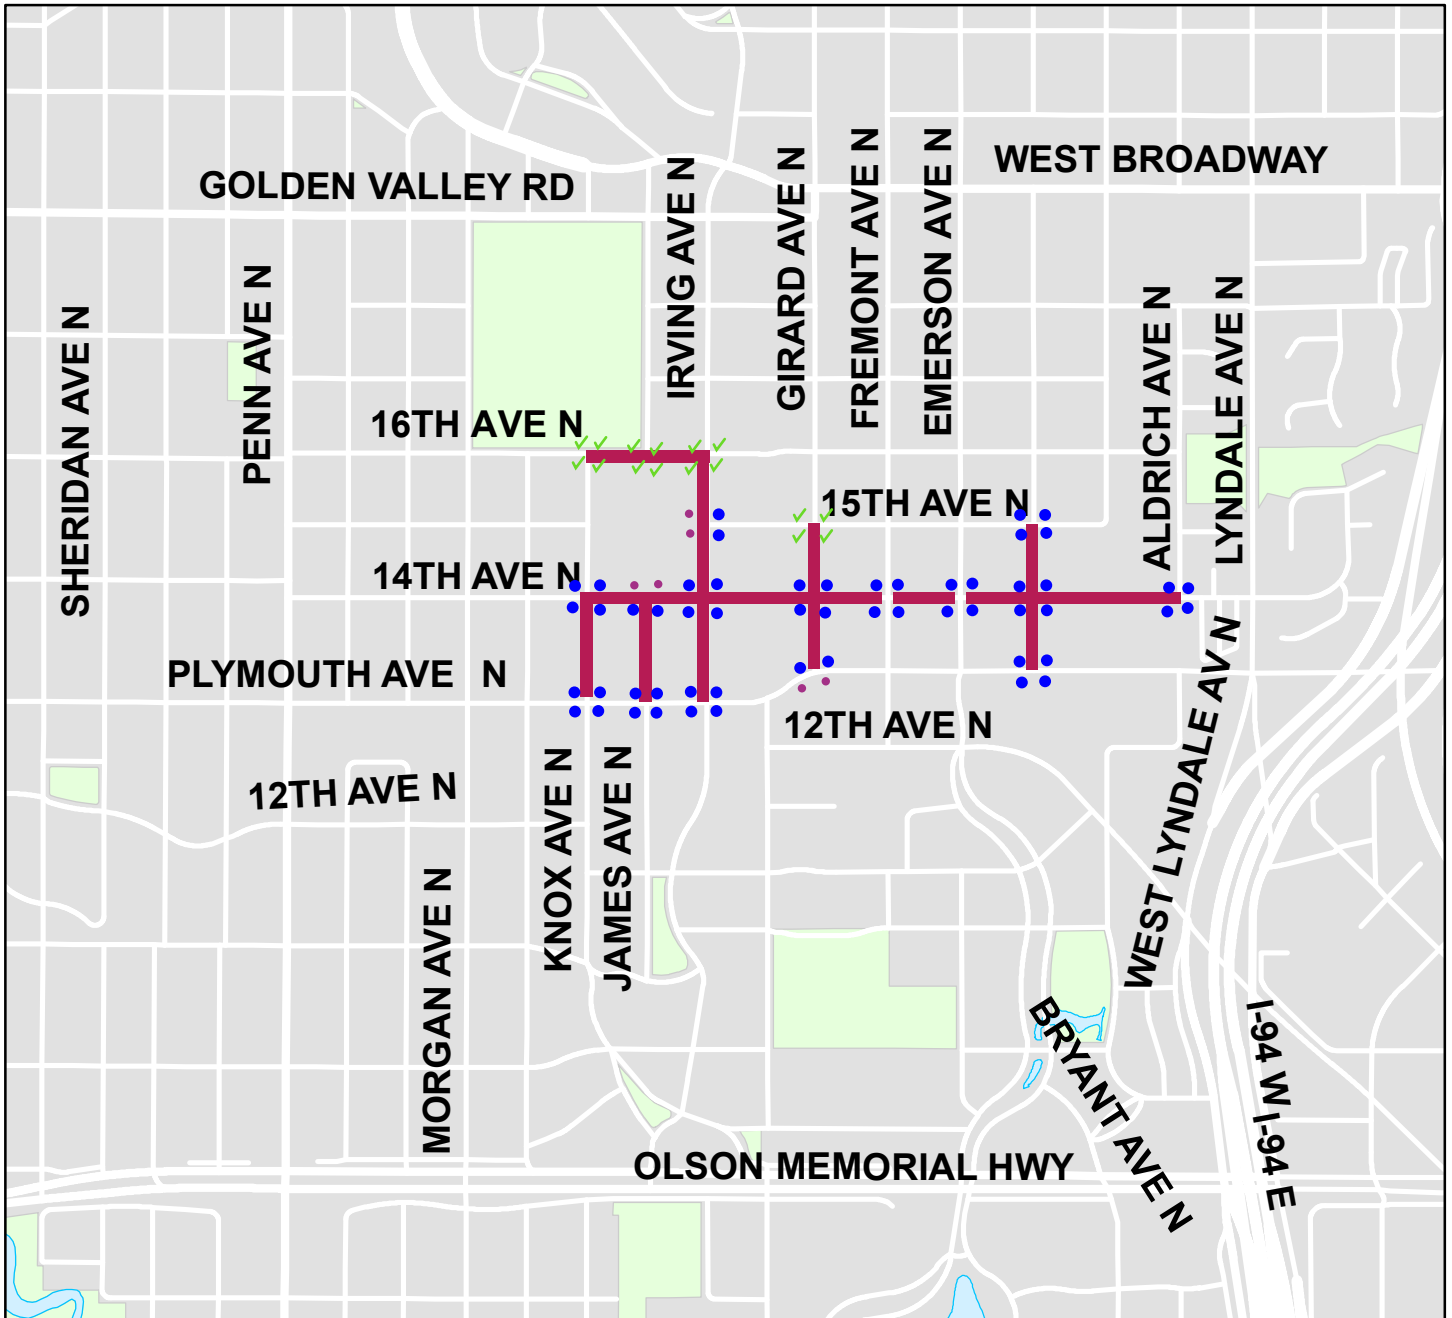 WEST BROADWAY
GOLDEN VALLEY RD
IRVING AVE N
GIRARD AVE N
FREMONT AVE N
EMERSON AVE N
PENN AVE N
SHERIDAN AVE N
ALDRICH AVE N
LYNDALE AVE N
16TH AVE N
15TH AVE N
14TH AVE N
PLYMOUTH AVE N
12TH AVE N
12TH AVE N
KNOX AVE N
JAMES AVE N
WEST LYNDALE AV N
MORGAN AVE N
BRYANT AVE N
I-94 W
I-94 E
OLSON MEMORIAL HWY